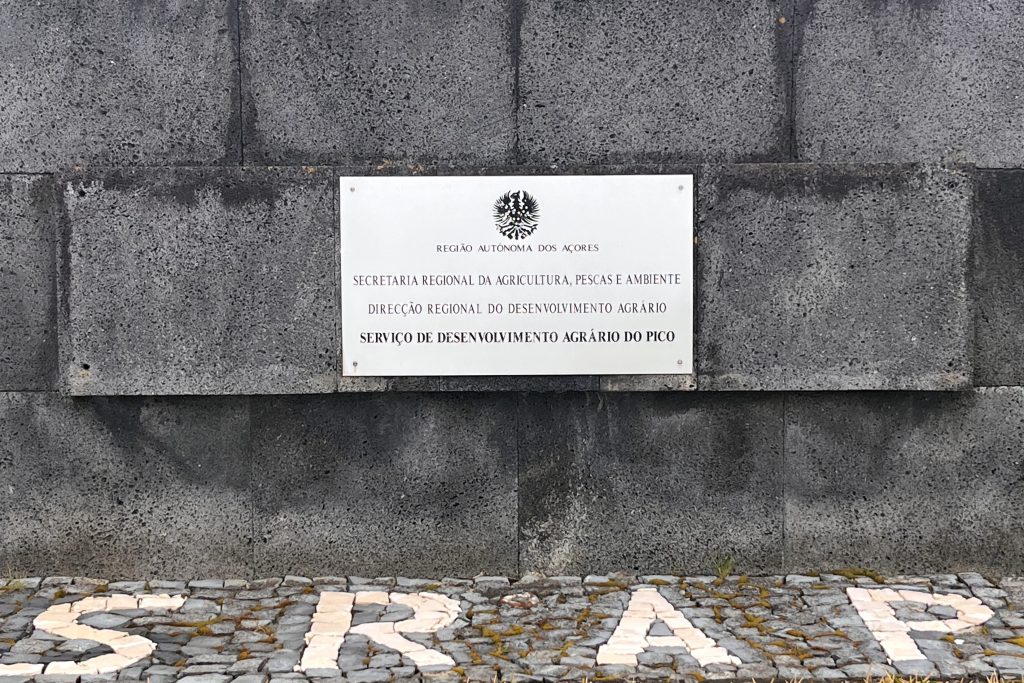 REGIÃO AUTÓNOMA DOS AÇORES
SECRETARIA REGIONAL DA AGRICULTURA, PESCAS E AMBIENTE
DIRECÇÃO REGIONAL DO DESENVOLVIMENTO AGRÁRIO
SERVIÇO DE DESENVOLVIMENTO AGRÁRIO DO PICO
SRAP